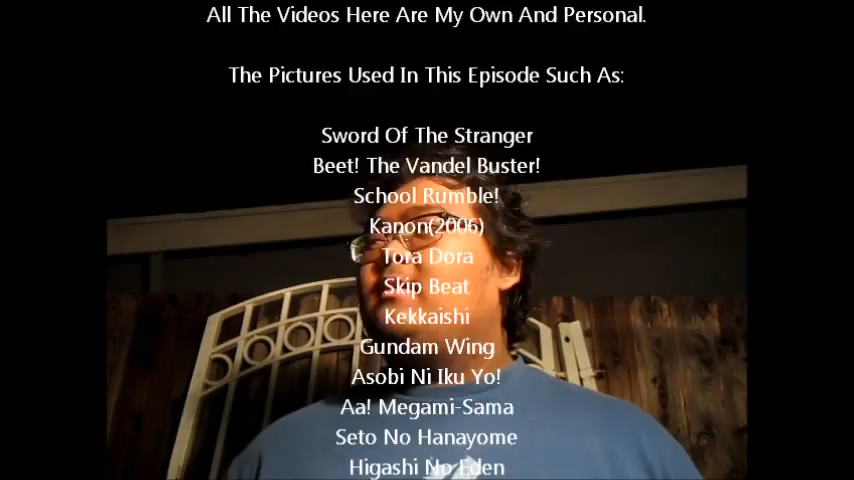 All The Videos Here Are My Own And Personal.
The Pictures Used In This Episode Such As:
Sword Of The Stranger
Beet! The Vandel Buster!
School Rumble!
Kanon(2006)
Tora Dora
Skip Beat
Kekkaishi
Gundam Wing
Asobi Ni Iku Yo!
Aa! Megami-Sama
Seto No Hanayome
Higashi No Eden